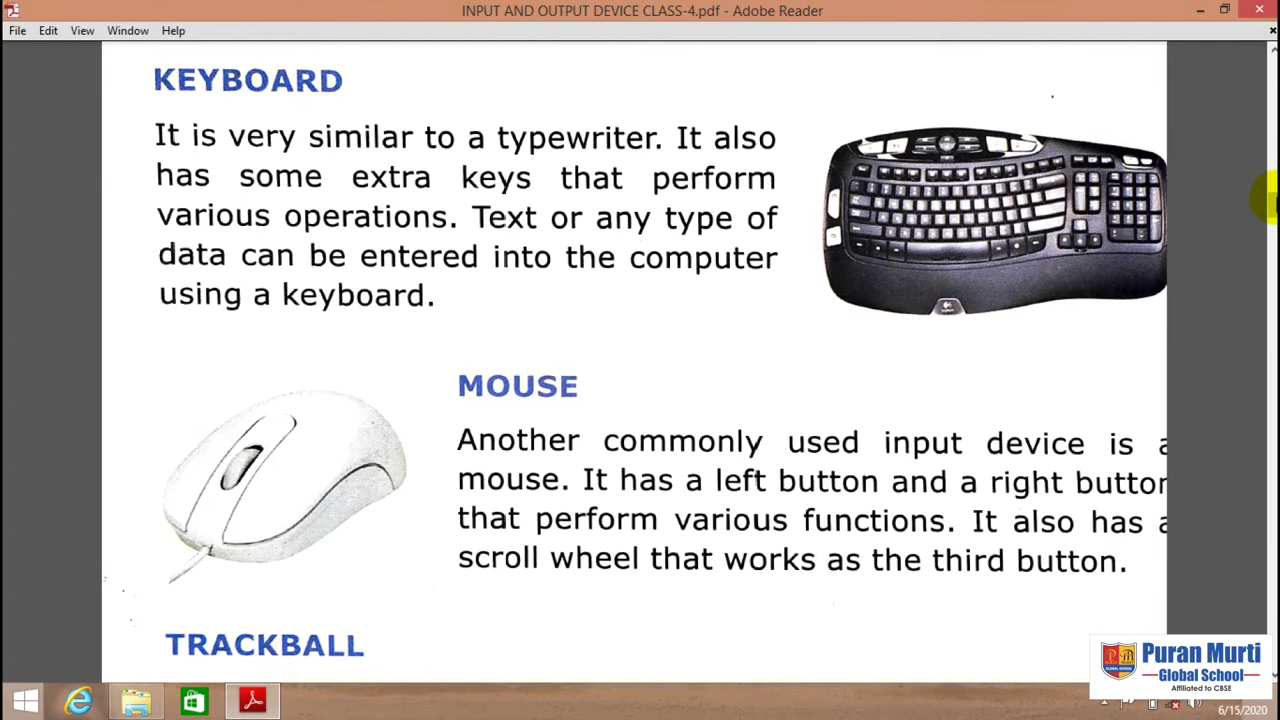 INPUT AND OUTPUT DEVICE CLASS-4.pdf - Adobe Reader
File Edit View Window Help
KEYBOARD
It is very similar to a typewriter. It also
has some extra keys that perform
various operations. Text or any type of
data can be entered into the computer
using a keyboard.
MOUSE
Another commonly used input device is a
mouse. It has a left button and a right button
that perform various functions. It also has a
scroll wheel that works as the third button.
TRACKBALL
Puran Murti
Global School
Affiliated to CBSE
6/15/2020